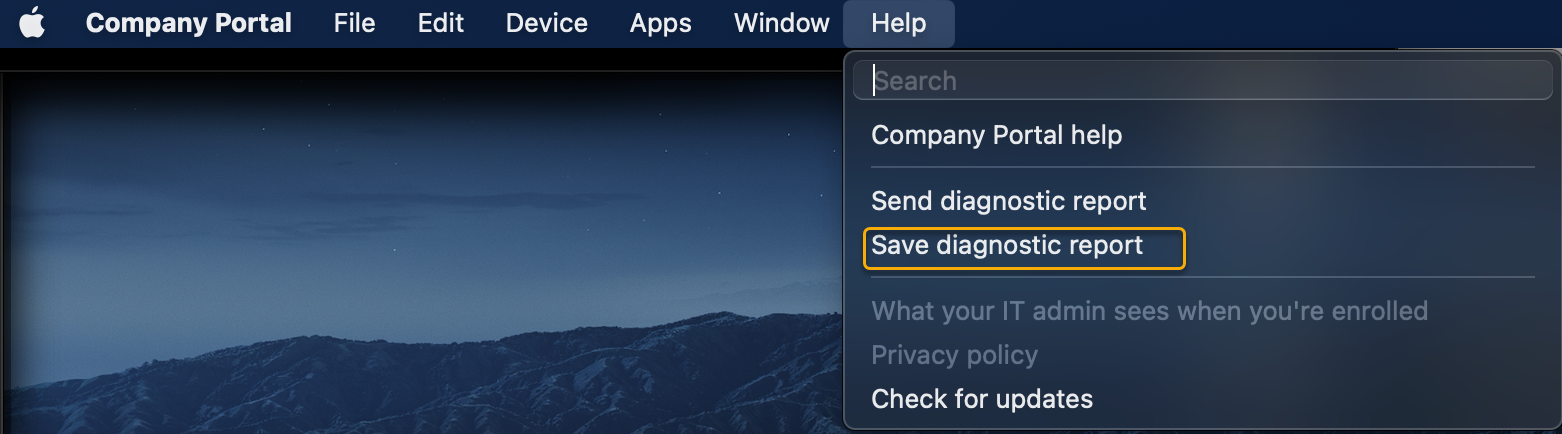 Company Portal File Edit Device Apps Window Help
Search
Company Portal help
Send diagnostic report
Save diagnostic report
What your IT admin sees when you're enrolled
Privacy policy
Check for updates